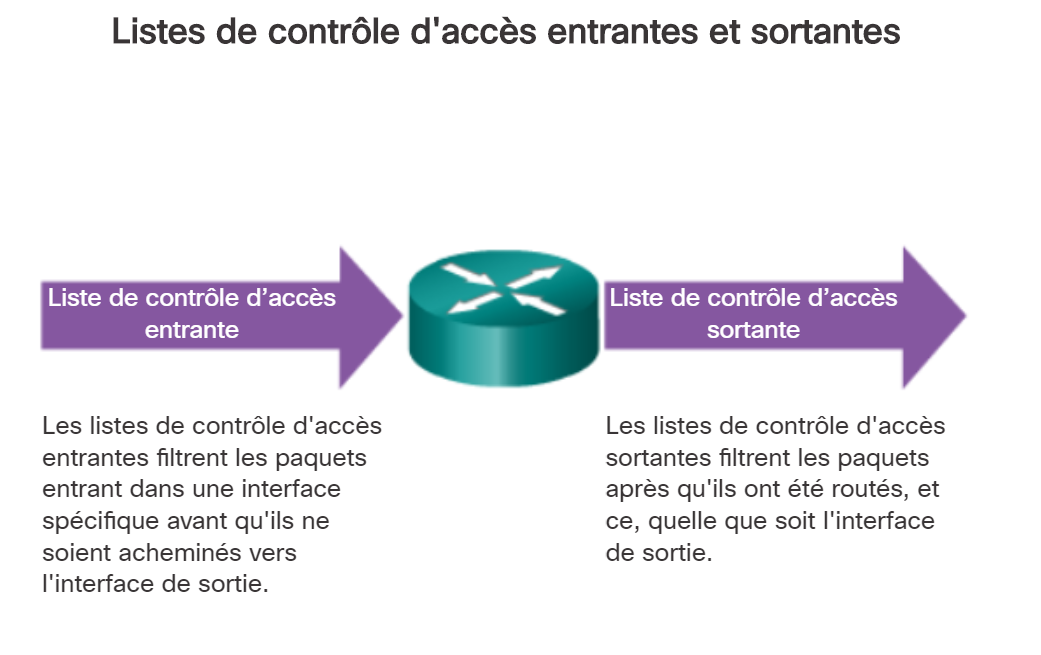 Listes de contrôle d'accès entrantes et sortantes
Liste de contrôle d’accès
entrante
Liste de contrôle d’accès
sortante
Les listes de contrôle d'accès
entrantes filtrent les paquets
entrant dans une interface
spécifique avant qu'ils ne
soient acheminés vers
l'interface de sortie.
Les listes de contrôle d'accès
sortantes filtrent les paquets
après qu'ils ont été routés, et
ce, quelle que soit l'interface
de sortie.